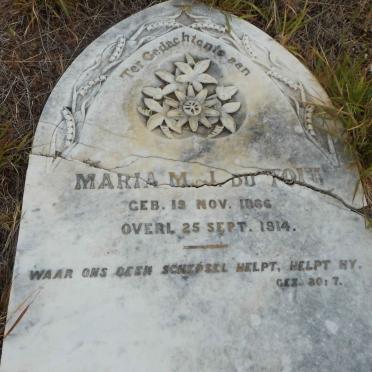 Ter Gedachtenis aan
MARIA M. J. DU TOIT
GEB. 19 NOV. 1866
OVERL 25 SEPT. 1914.
WAAR ONS GEEN SCHEPSEL HELPT, HELPT HY.
GEZ. 30: 7.